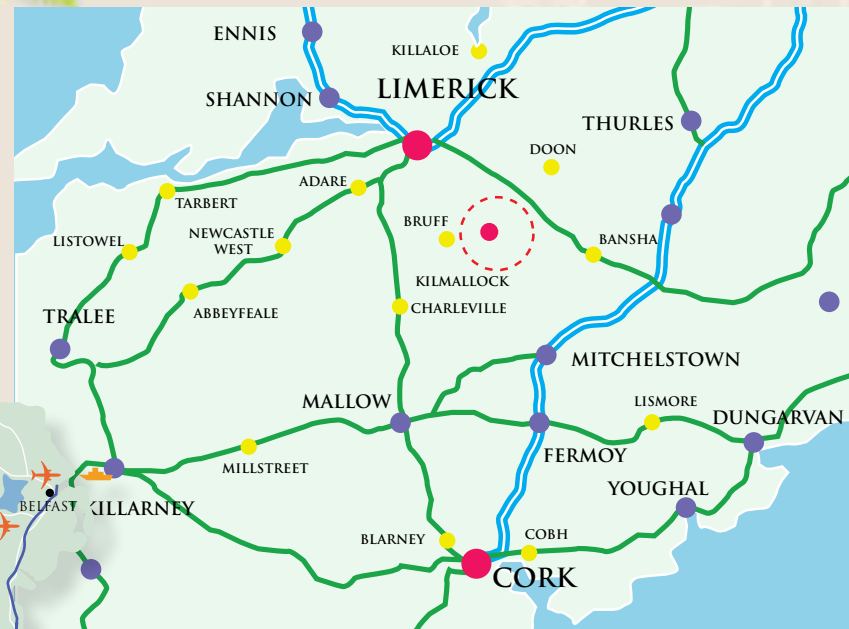 ENNIS
KILLALOE
LIMERICK
SHANNON
THURLES
DOON
ADARE
TARBERT
BRUFF
NEWCASTLE
WEST
LISTOWEL
BANSHA
KILMALLOCK
ABBEYFEALE
CHARLEVILLE
TRALEE
MITCHELSTOWN
MALLOW
LISMORE
DUNGARVAN
FERMOY
MILLSTREET
YOUGHAL
BELFAST
KILLARNEY
BLARNEY
COBH
CORK